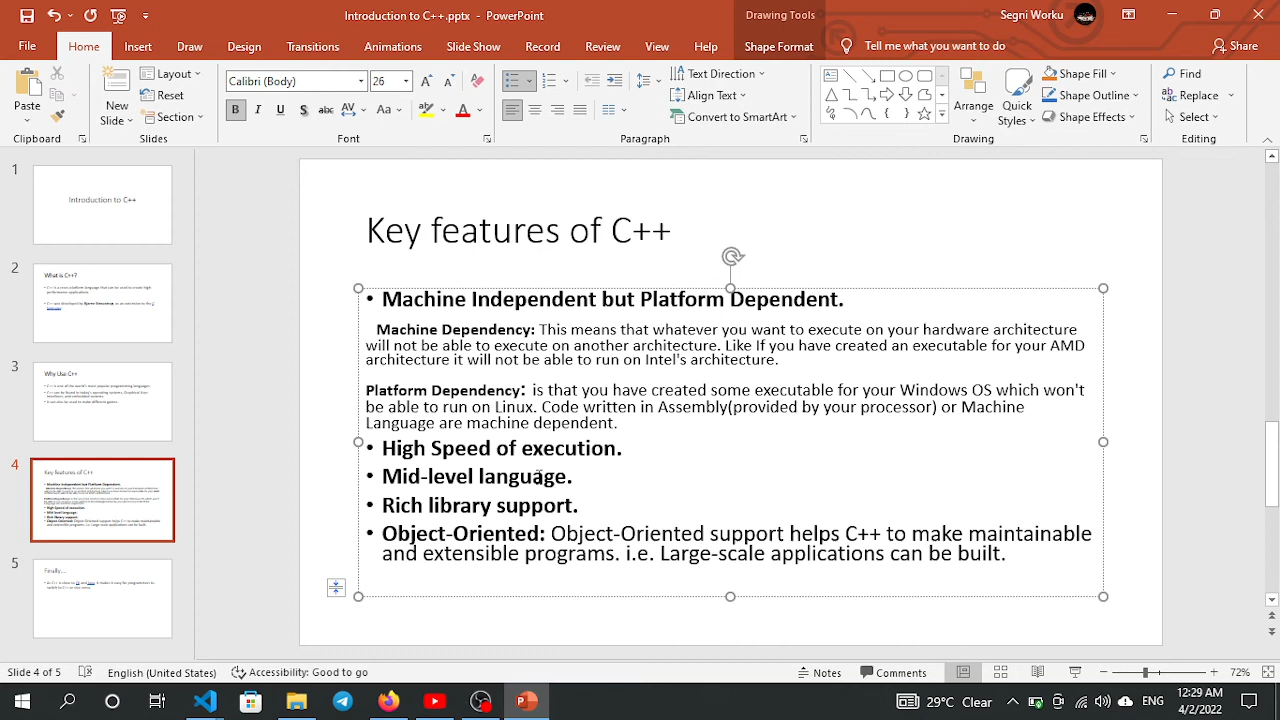 Drawing Tools
Segni Worku
File Home Insert Draw Design Transitions Animations Slide Show Review View Help Shape Format Tell me what you want to do Share
Paste
Clipboard
New Slide
Layout
Reset
Section
Slides
Calibri (Body) 26
Font
Text Direction
Align Text
Convert to SmartArt
Paragraph
Arrange
Quick Styles
Shape Fill
Shape Outline
Shape Effects
Drawing
Find
Replace
Select
Editing
1
Introduction to C++
2
What is C++?
3
Why Use C++
4
Key features of C++
5
Finally...
Key features of C++
• Machine Independent but Platform Dependent.
Machine Dependency: This means that whatever you want to execute on your hardware architecture
will not be able to execute on another architecture. Like If you have created an executable for your AMD
architecture it will not be able to run on Intel's architecture.
Platform Dependency: is that you have created some executable for your Windows OS which won't
be able to run on Linux. Code written in Assembly(provided by your processor) or Machine
Language are machine dependent.
• High Speed of execution.
• Mid-level language.
• Rich library support.
• Object-Oriented: Object-Oriented support helps C++ to make maintainable
and extensible programs. i.e. Large-scale applications can be built.
Slide 4 of 5 English (United States) Accessibility: Good to go Notes Comments 72%
29°C Clear ENG 12:29 AM
4/2/2022